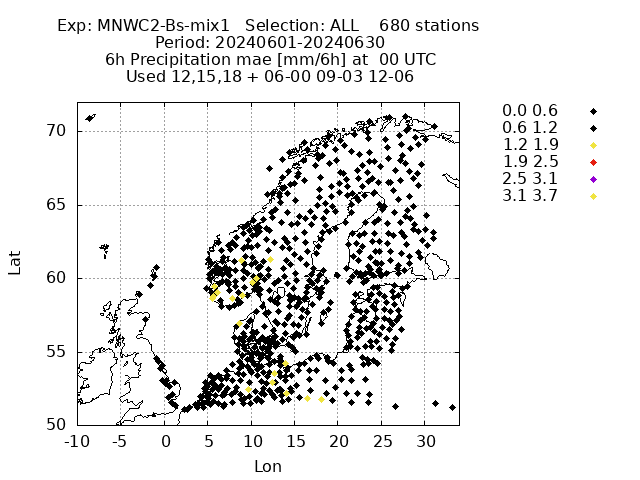 Exp: MNWC2-Bs-mix1   Selection: ALL    680 stations
Period: 20240601-20240630
6h Precipitation mae [mm/6h] at  00 UTC
Used 12,15,18 + 06-00 09-03 12-06
0.0 0.6
0.6 1.2
1.2 1.9
1.9 2.5
2.5 3.1
3.1 3.7
Lat
70
65
60
55
50
-10 -5 0 5 10 15 20 25 30
Lon